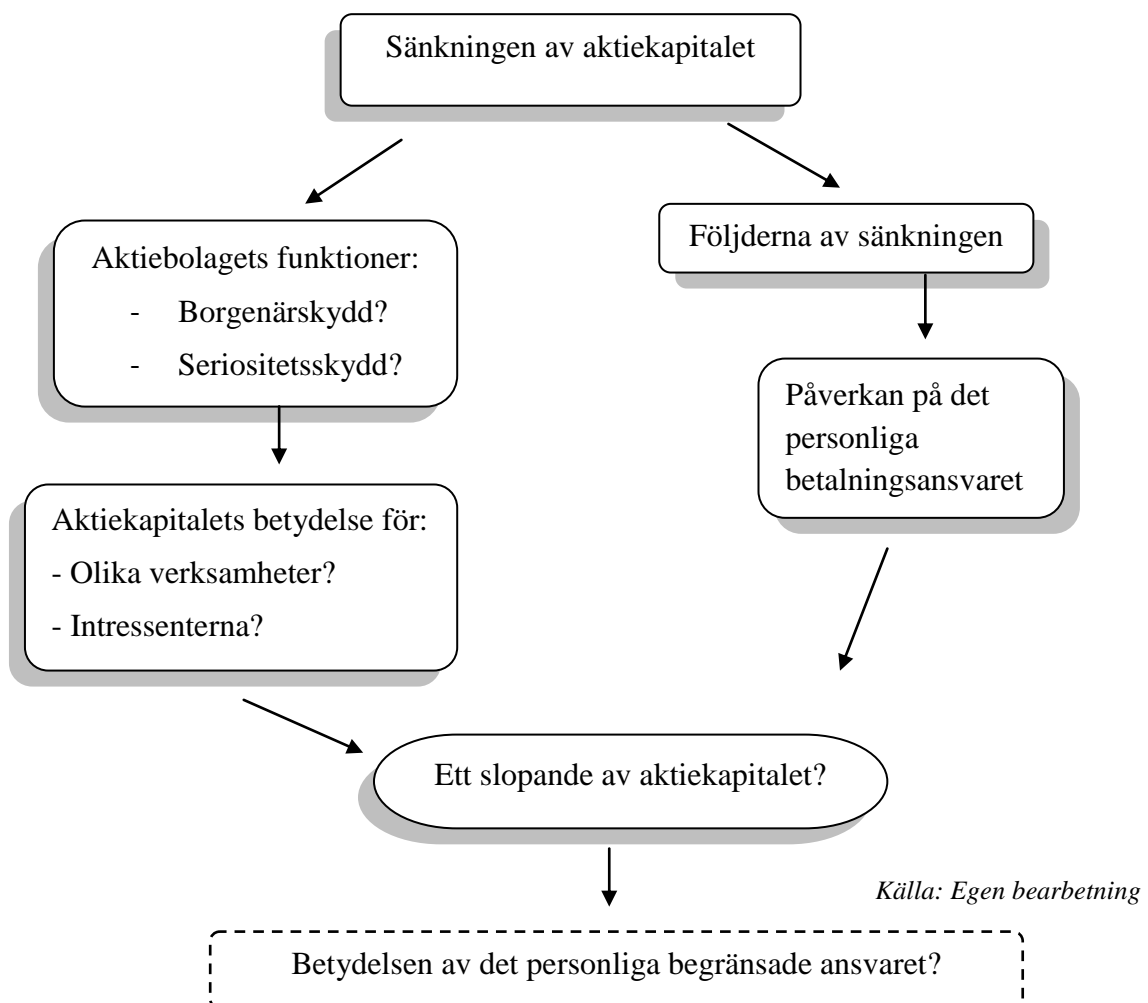 Sänkningen av aktiekapitalet
Aktiebolagets funktioner:
- Borgenärskydd?
- Seriositetsskydd?
Följderna av sänkningen
Påverkan på det
personliga
betalningsansvaret
Aktiekapitalets betydelse för:
- Olika verksamheter?
- Intressenterna?
Ett slopande av aktiekapitalet?
Källa: Egen bearbetning
Betydelsen av det personliga begränsade ansvaret?